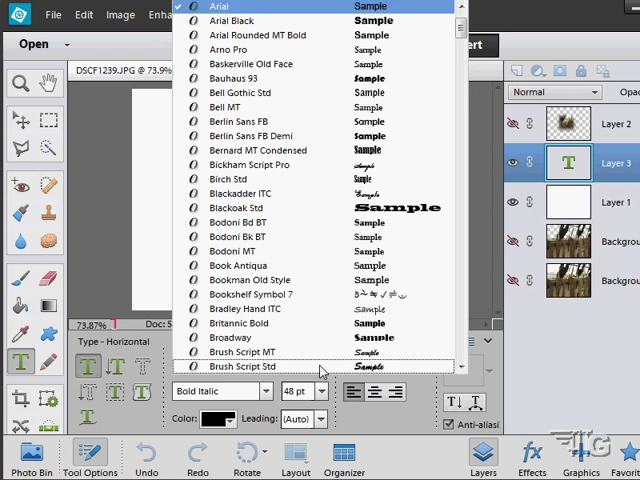 File Edit Image Enha
Open
ert
DSCF1239.JPG @ 73.9%
Normal
Opac
Arial Sample
Arial Black Sample
Arial Rounded MT Bold Sample
Arno Pro Sample
Baskerville Old Face Sample
Bauhaus 93 Sample
Bell Gothic Std Sample
Bell MT Sample
Berlin Sans FB Sample
Berlin Sans FB Demi Sample
Bernard MT Condensed Sample
Bickham Script Pro Sample
Birch Std Sample
Blackadder ITC Sample
Blackoak Std Sample
Bodoni Bd BT Sample
Bodoni Bk BT Sample
Bodoni MT Sample
Book Antiqua Sample
Bookman Old Style Sample
Bookshelf Symbol 7
Bradley Hand ITC Sample
Britannic Bold Sample
Broadway Sample
Brush Script MT Sample
Brush Script Std Sample
Layer 2
Layer 3
Layer 1
Backgrou
Backgrou
73.87% Doc: 5
Type - Horizontal
Bold Italic 48 pt
Color: Leading: (Auto)
Anti-aliasi
Photo Bin Tool Options Undo Redo Rotate Layout Organizer Layers Effects Graphics Favorit